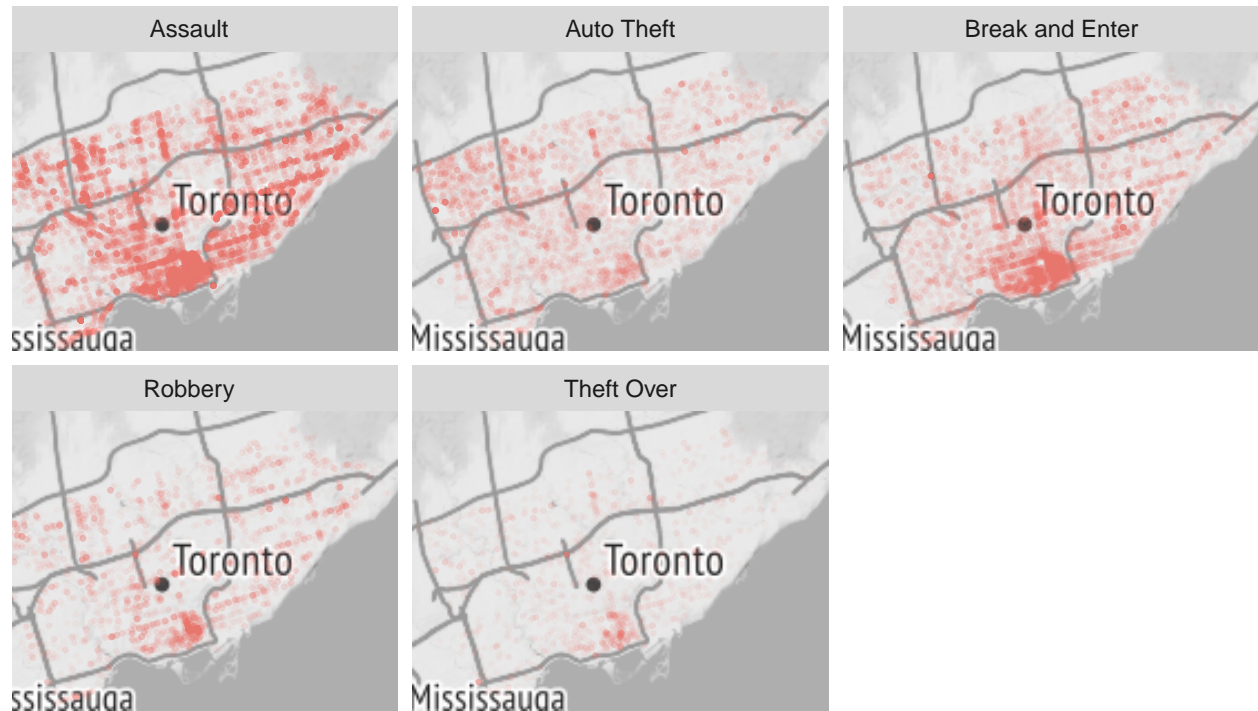 Assault
Auto Theft
Break and Enter
Toronto
Toronto
Toronto
ssissauga
Mississauga
Mississauga
Robbery
Theft Over
Toronto
Toronto
ssissauga
Mississauga